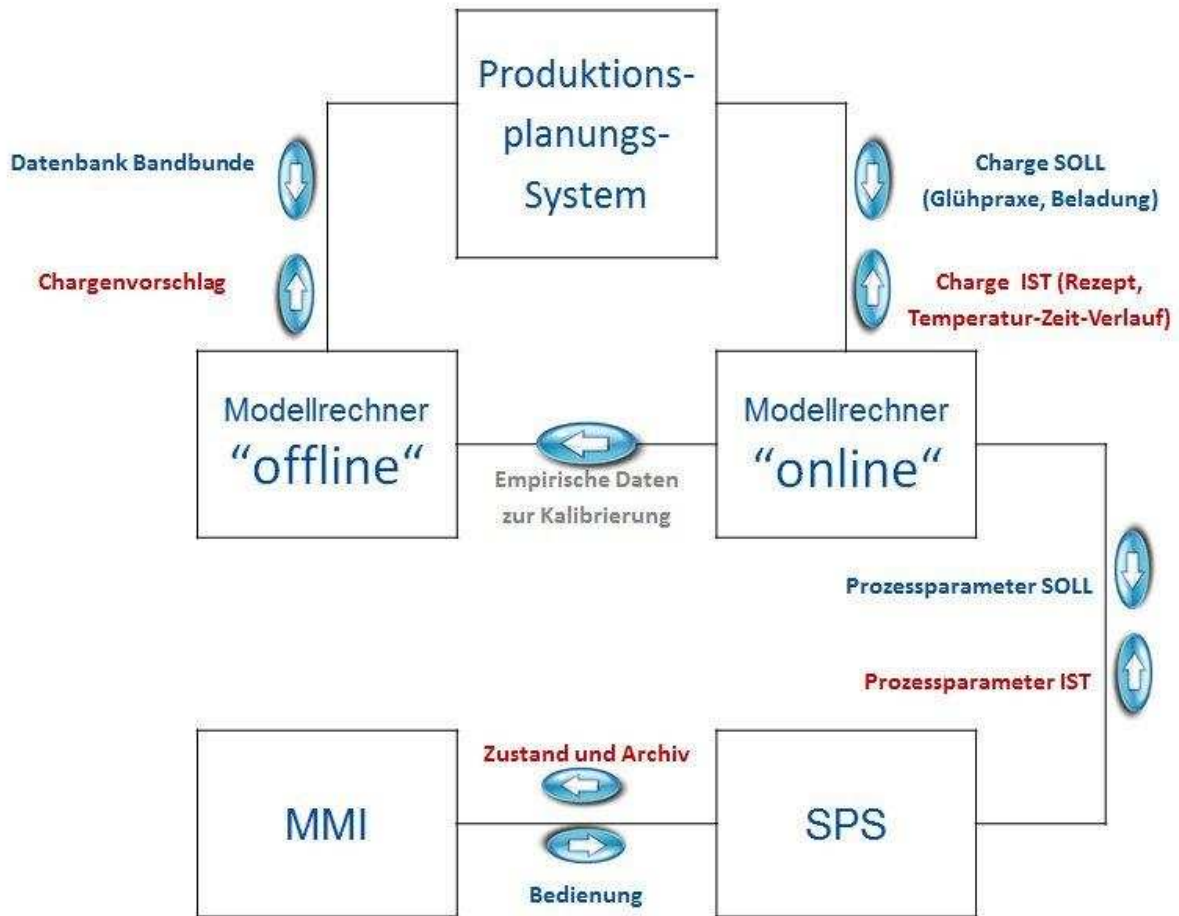 Produktions-
planungs-
System
Datenbank Bandbunde
Chargenvorschlag
Charge SOLL
(Glühpraxe, Beladung)
Charge IST (Rezept,
Temperatur-Zeit-Verlauf)
Modellrechner
“offline“
Empirische Daten
zur Kalibrierung
Modellrechner
“online“
Prozessparameter SOLL
Prozessparameter IST
MMI
Zustand und Archiv
Bedienung
SPS